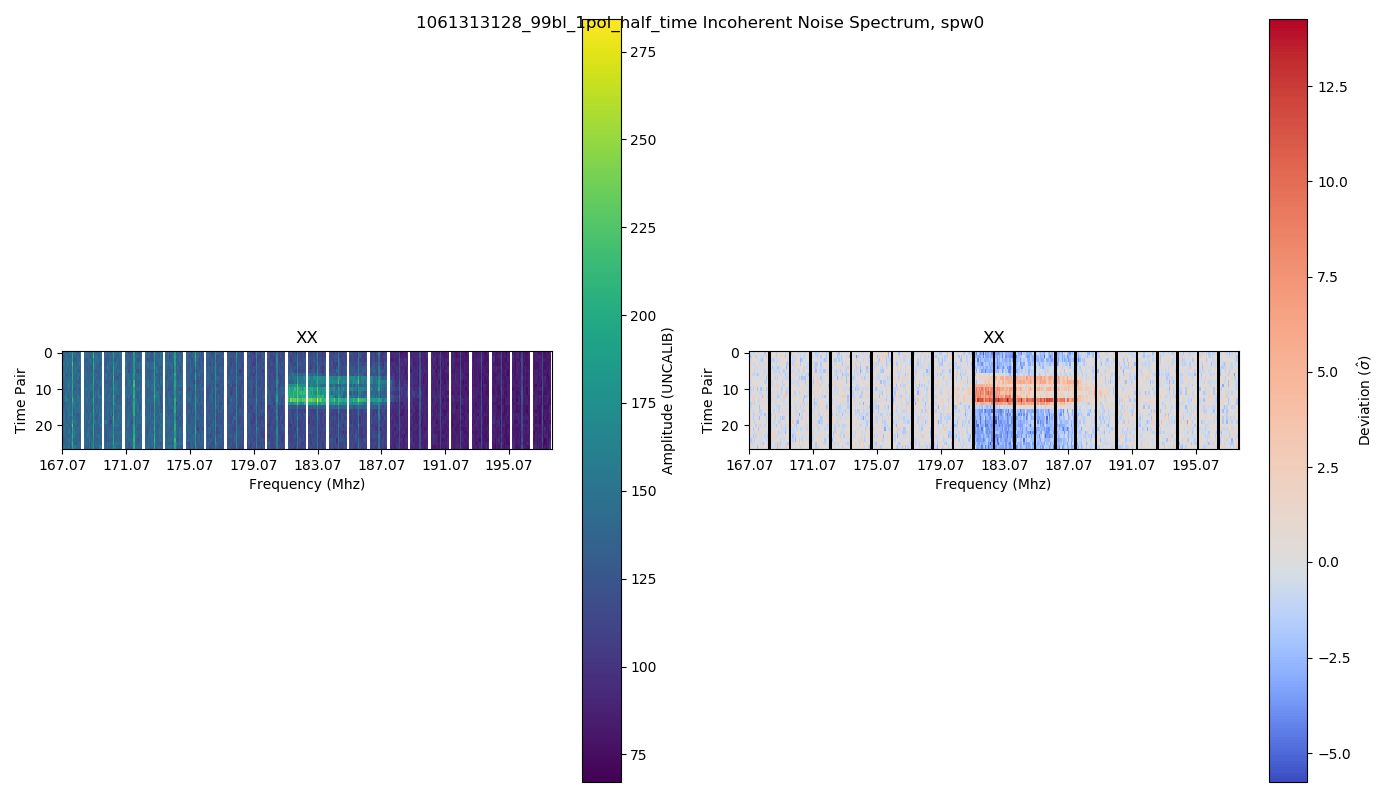 1061313128_99bl_1pol_half_time Incoherent Noise Spectrum, spw0
XX
Time Pair
0
10
20
167.07 171.07 175.07 179.07 183.07 187.07 191.07 195.07
Frequency (Mhz)
275
250
225
200
175
150
125
100
75
Amplitude (UNCALIB)
XX
Time Pair
0
10
20
167.07 171.07 175.07 179.07 183.07 187.07 191.07 195.07
Frequency (Mhz)
12.5
10.0
7.5
5.0
2.5
0.0
−2.5
−5.0
Deviation (σ̂)